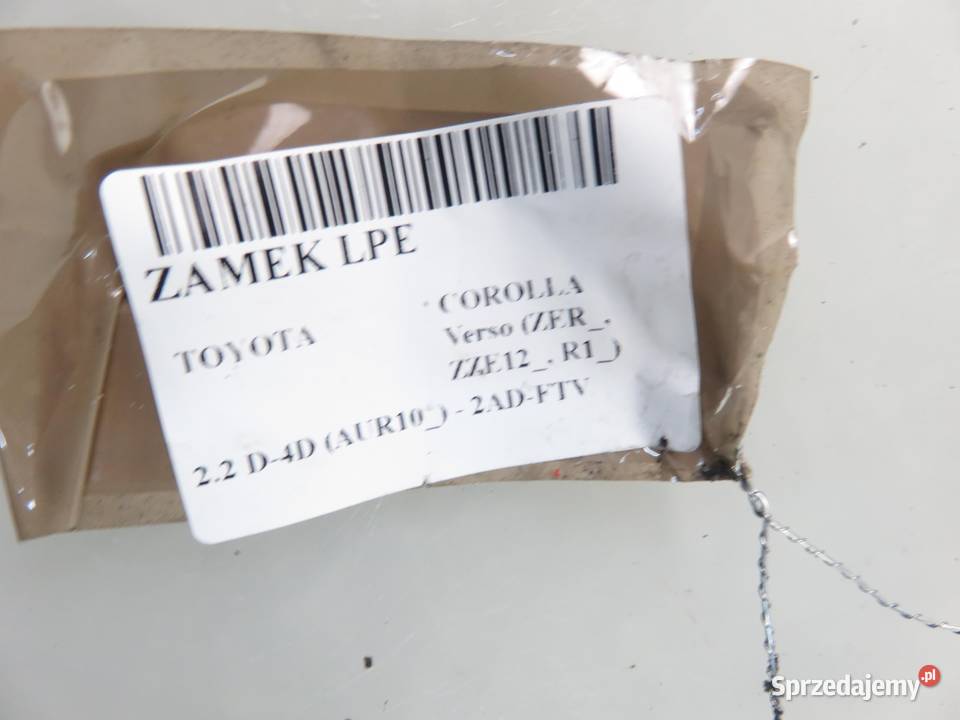 ZAMEK LPE
TOYOTA
COROLLA
Verso (ZER_,
ZZE12_, R1_)
2.2 D-4D (AUR10_) - 2AD-FTV
Sprzedajemy.pl